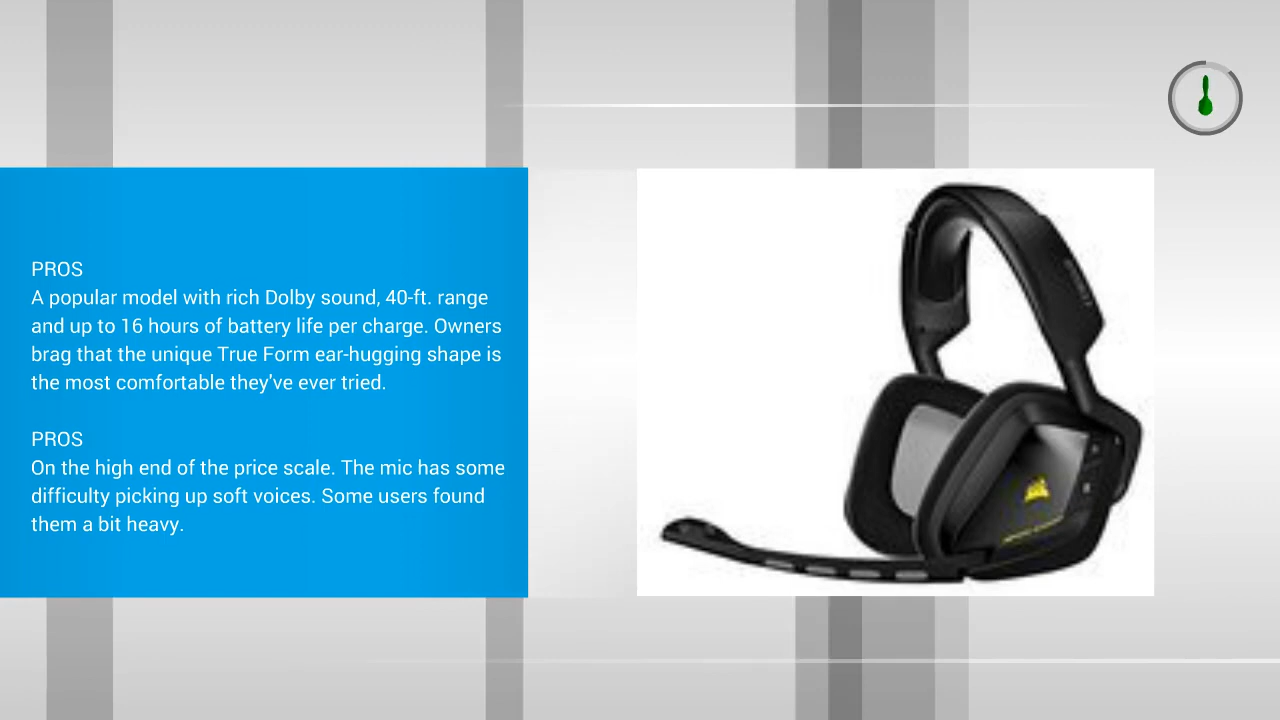 PROS
A popular model with rich Dolby sound, 40-ft. range
and up to 16 hours of battery life per charge. Owners
brag that the unique True Form ear-hugging shape is
the most comfortable they've ever tried.
PROS
On the high end of the price scale. The mic has some
difficulty picking up soft voices. Some users found
them a bit heavy.